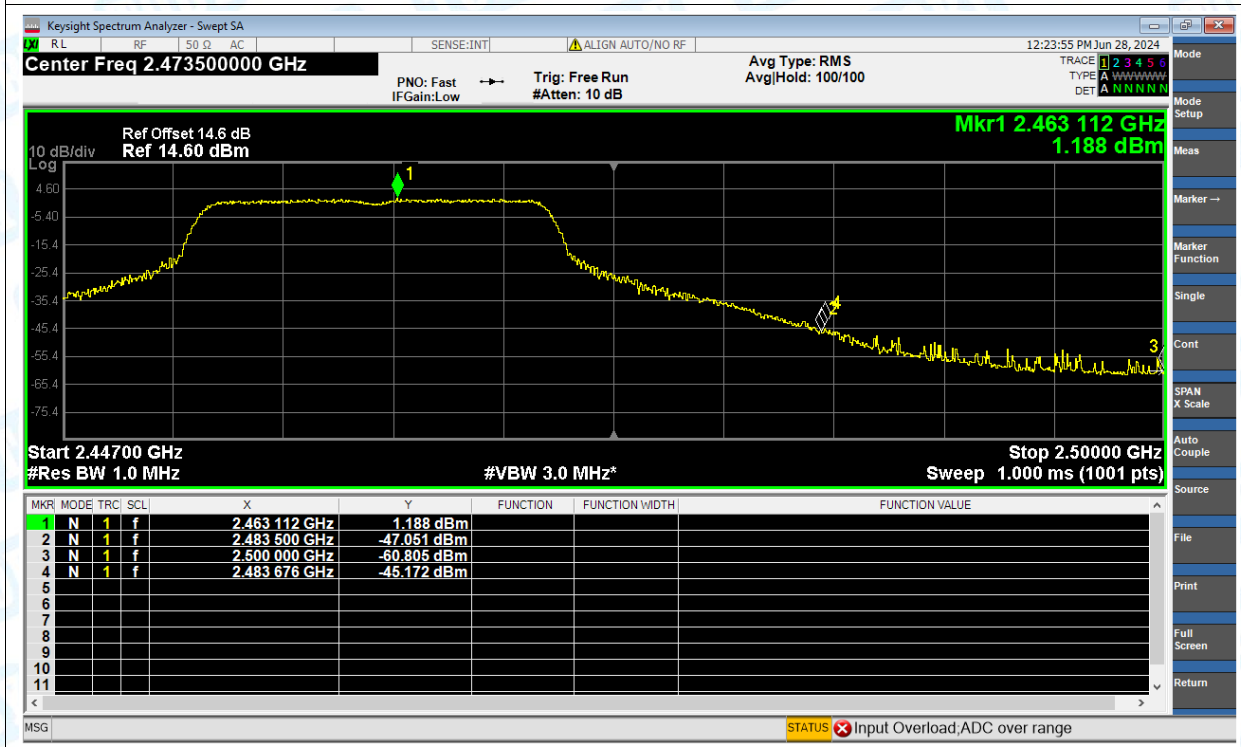 Keysight Spectrum Analyzer - Swept SA
LXI RL RF 50 Ω AC SENSE:INT ALIGN AUTO/NO RF 12:23:55 PM Jun 28, 2024
Center Freq 2.473500000 GHz
PNO: Fast
IFGain:Low
Trig: Free Run
#Atten: 10 dB
Avg Type: RMS
Avg|Hold: 100/100
TRACE 1 2 3 4 5 6
TYPE A WWWWW
DET A N N N N N
Ref Offset 14.6 dB
10 dB/div Ref 14.60 dBm
Log
Mkr1 2.463 112 GHz
1.188 dBm
4.60
-5.40
-15.4
-25.4
-35.4
-45.4
-55.4
-65.4
-75.4
1
4
2
3
Start 2.44700 GHz Stop 2.50000 GHz
#Res BW 1.0 MHz #VBW 3.0 MHz* Sweep 1.000 ms (1001 pts)
MKR MODE TRC SCL X Y FUNCTION FUNCTION WIDTH FUNCTION VALUE
1 N 1 f 2.463 112 GHz 1.188 dBm
2 N 1 f 2.483 500 GHz -47.051 dBm
3 N 1 f 2.500 000 GHz -60.805 dBm
4 N 1 f 2.483 676 GHz -45.172 dBm
5
6
7
8
9
10
11
MSG STATUS Input Overload;ADC over range
Mode
Mode
Setup
Meas
Marker →
Marker
Function
Single
Cont
SPAN
X Scale
Auto
Couple
Source
File
Print
Full
Screen
Return